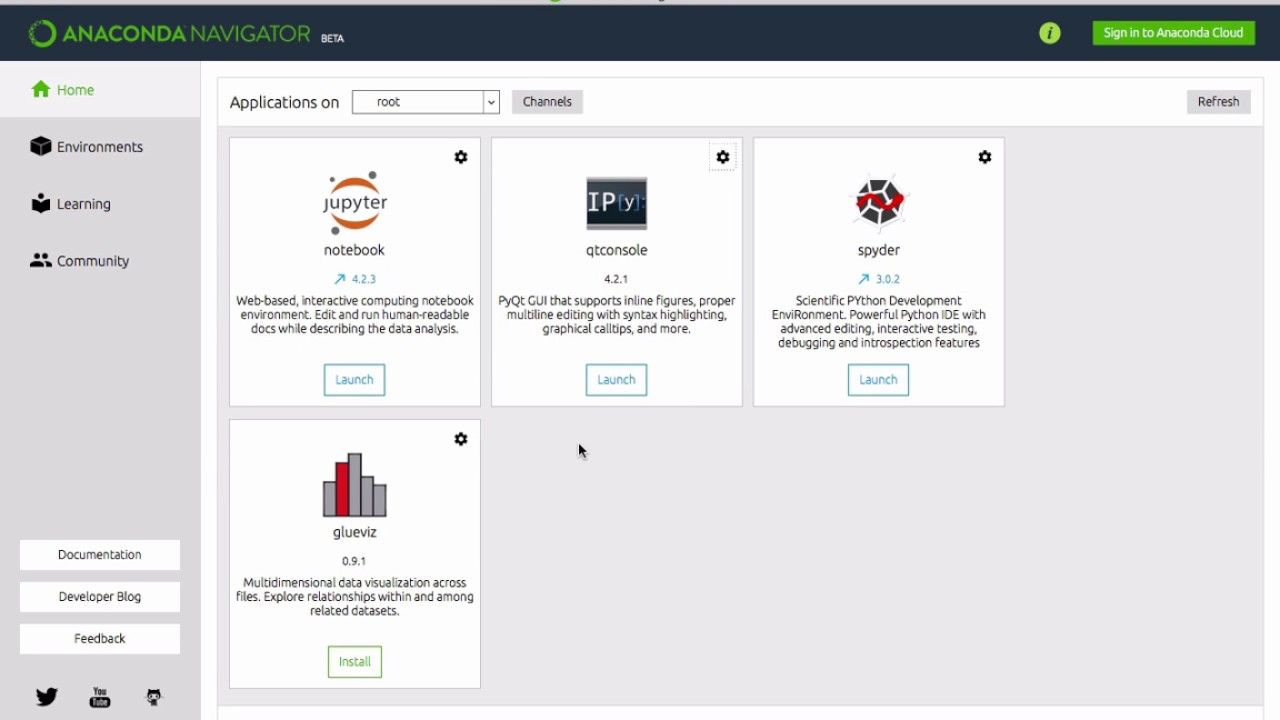 ANACONDA NAVIGATOR BETA
i
Sign in to Anaconda Cloud
Home
Environments
Learning
Community
Documentation
Developer Blog
Feedback
You
Tube
Applications on root Channels Refresh
jupyter
notebook
4.2.3
Web-based, interactive computing notebook
environment. Edit and run human-readable
docs while describing the data analysis.
Launch
IP[y]:
qtconsole
4.2.1
PyQt GUI that supports inline figures, proper
multiline editing with syntax highlighting,
graphical calltips, and more.
Launch
spyder
3.0.2
Scientific PYthon Development
EnviRonment. Powerful Python IDE with
advanced editing, interactive testing,
debugging and introspection features
Launch
glueviz
0.9.1
Multidimensional data visualization across
files. Explore relationships within and among
related datasets.
Install